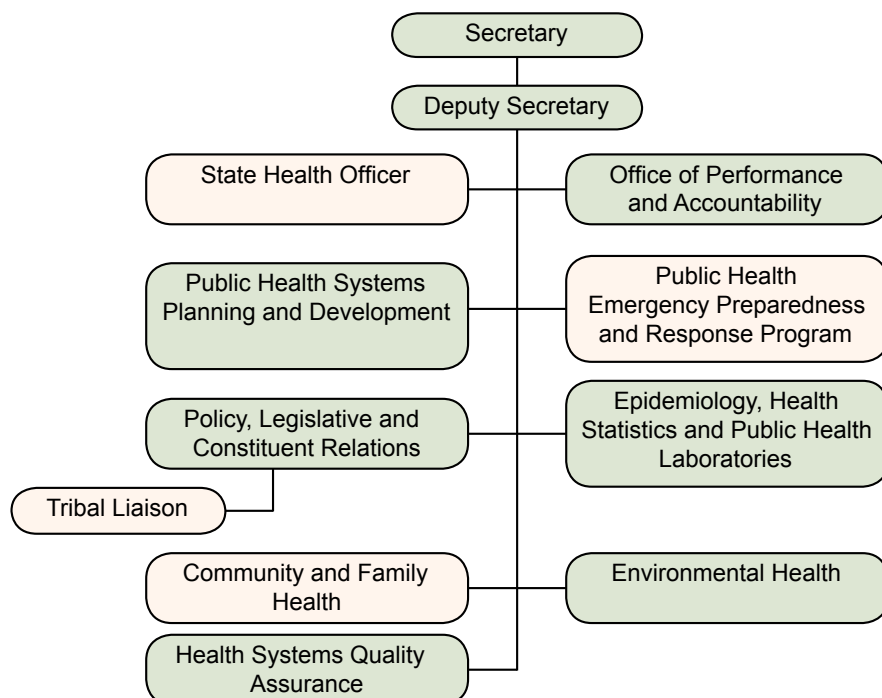 Secretary
Deputy Secretary
State Health Officer
Office of Performance
and Accountability
Public Health Systems
Planning and Development
Public Health
Emergency Preparedness
and Response Program
Policy, Legislative and
Constituent Relations
Epidemiology, Health
Statistics and Public Health
Laboratories
Tribal Liaison
Community and Family
Health
Environmental Health
Health Systems Quality
Assurance